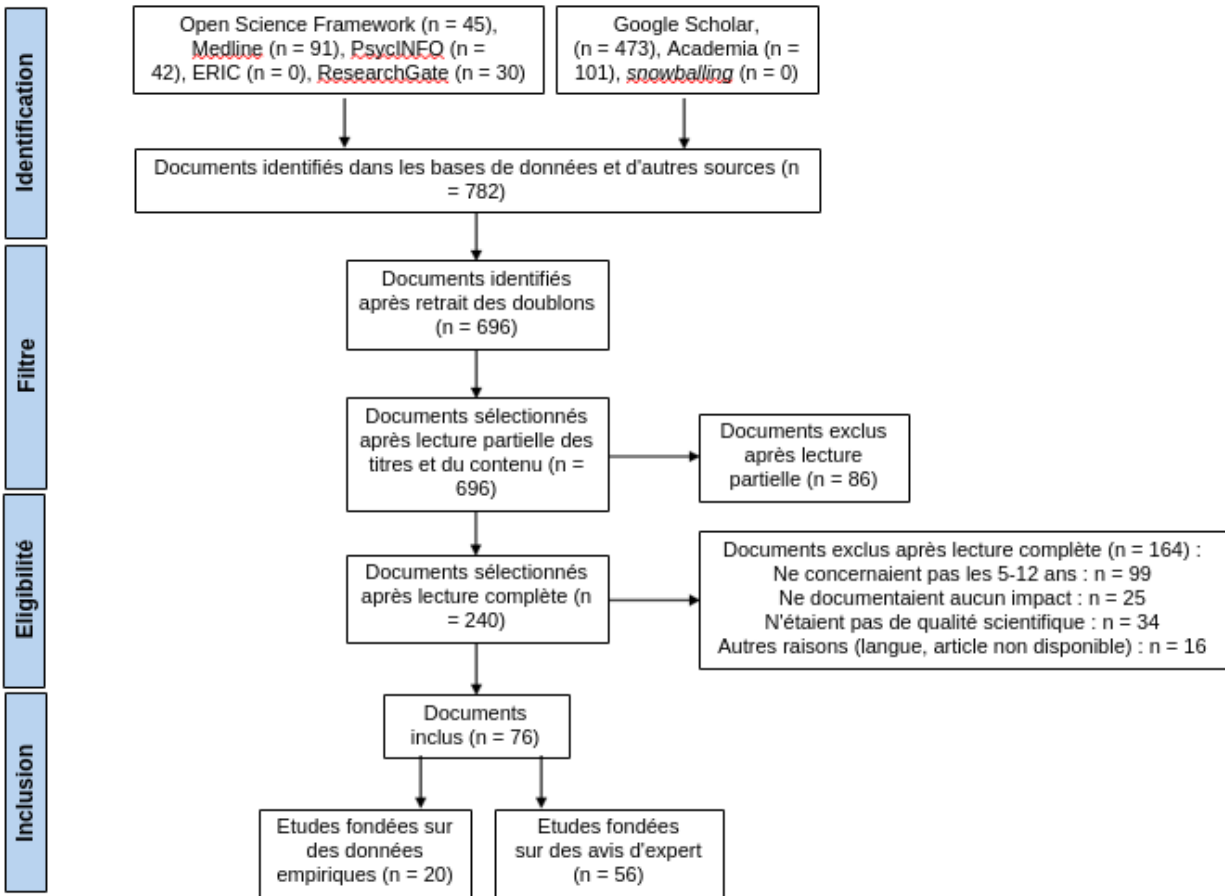 Identification
Open Science Framework (n = 45),
Medline (n = 91), PsycINFO (n =
42), ERIC (n = 0), ResearchGate (n = 30)
Google Scholar,
(n = 473), Academia (n =
101), snowballing (n = 0)
Documents identifiés dans les bases de données et d'autres sources (n
= 782)
Filtre
Documents identifiés
après retrait des doublons
(n = 696)
Documents sélectionnés
après lecture partielle des
titres et du contenu (n =
696)
Documents exclus
après lecture
partielle (n = 86)
Eligibilité
Documents sélectionnés
après lecture complète (n
= 240)
Documents exclus après lecture complète (n = 164) :
Ne concernaient pas les 5-12 ans : n = 99
Ne documentaient aucun impact : n = 25
N'étaient pas de qualité scientifique : n = 34
Autres raisons (langue, article non disponible) : n = 16
Inclusion
Documents
inclus (n = 76)
Etudes fondées sur
des données
empiriques (n = 20)
Etudes fondées
sur des avis d'expert
(n = 56)